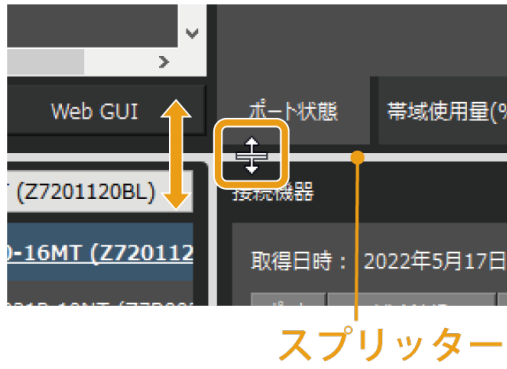 Web GUI
ポート状態
帯域使用量(%
(Z7201120BL)
接続機器
-16MT (Z720112
取得日時： 2022年5月17日
スプリッター